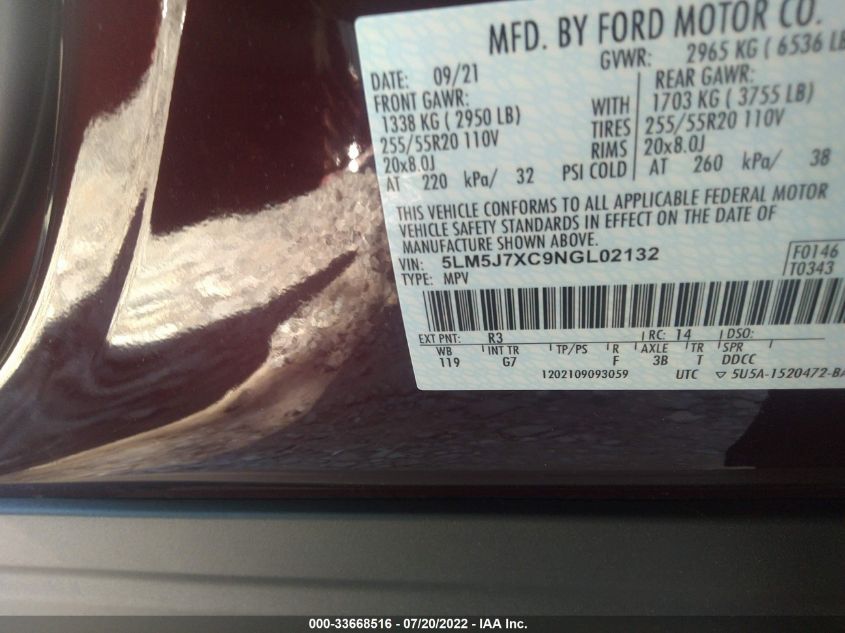 MFD. BY FORD MOTOR CO.
DATE: 09/21 GVWR: 2965 KG ( 6536 LB
FRONT GAWR: REAR GAWR:
1338 KG ( 2950 LB) WITH 1703 KG ( 3755 LB)
255/55R20 110V TIRES 255/55R20 110V
20x8.0J RIMS 20x8.0J
AT 220 kPa/ 32 PSI COLD AT 260 kPa/ 38
THIS VEHICLE CONFORMS TO ALL APPLICABLE FEDERAL MOTOR
VEHICLE SAFETY STANDARDS IN EFFECT ON THE DATE OF
MANUFACTURE SHOWN ABOVE.
VIN: 5LM5J7XC9NGL02132 F0146
TYPE: MPV T0343
EXT PNT: R3 RC: 14 DSO:
WB INT TR TP/PS R AXLE TR SPR
119 G7 F 3B T DDCC
1202109093059 UTC ▽ 5U5A-1520472-BA
000-33668516 - 07/20/2022 - IAA Inc.